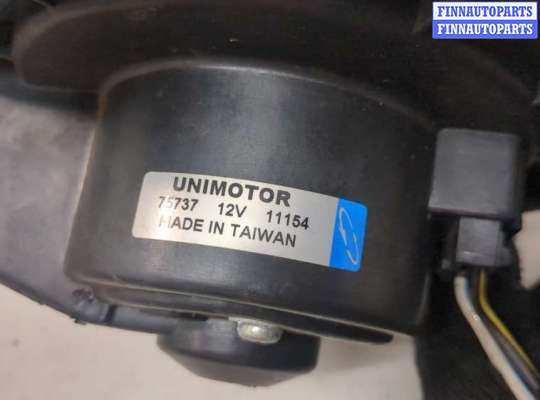 FINNAUTOPARTS
FINNAUTOPARTS
UNIMOTOR
75737 12V 11154
MADE IN TAIWAN